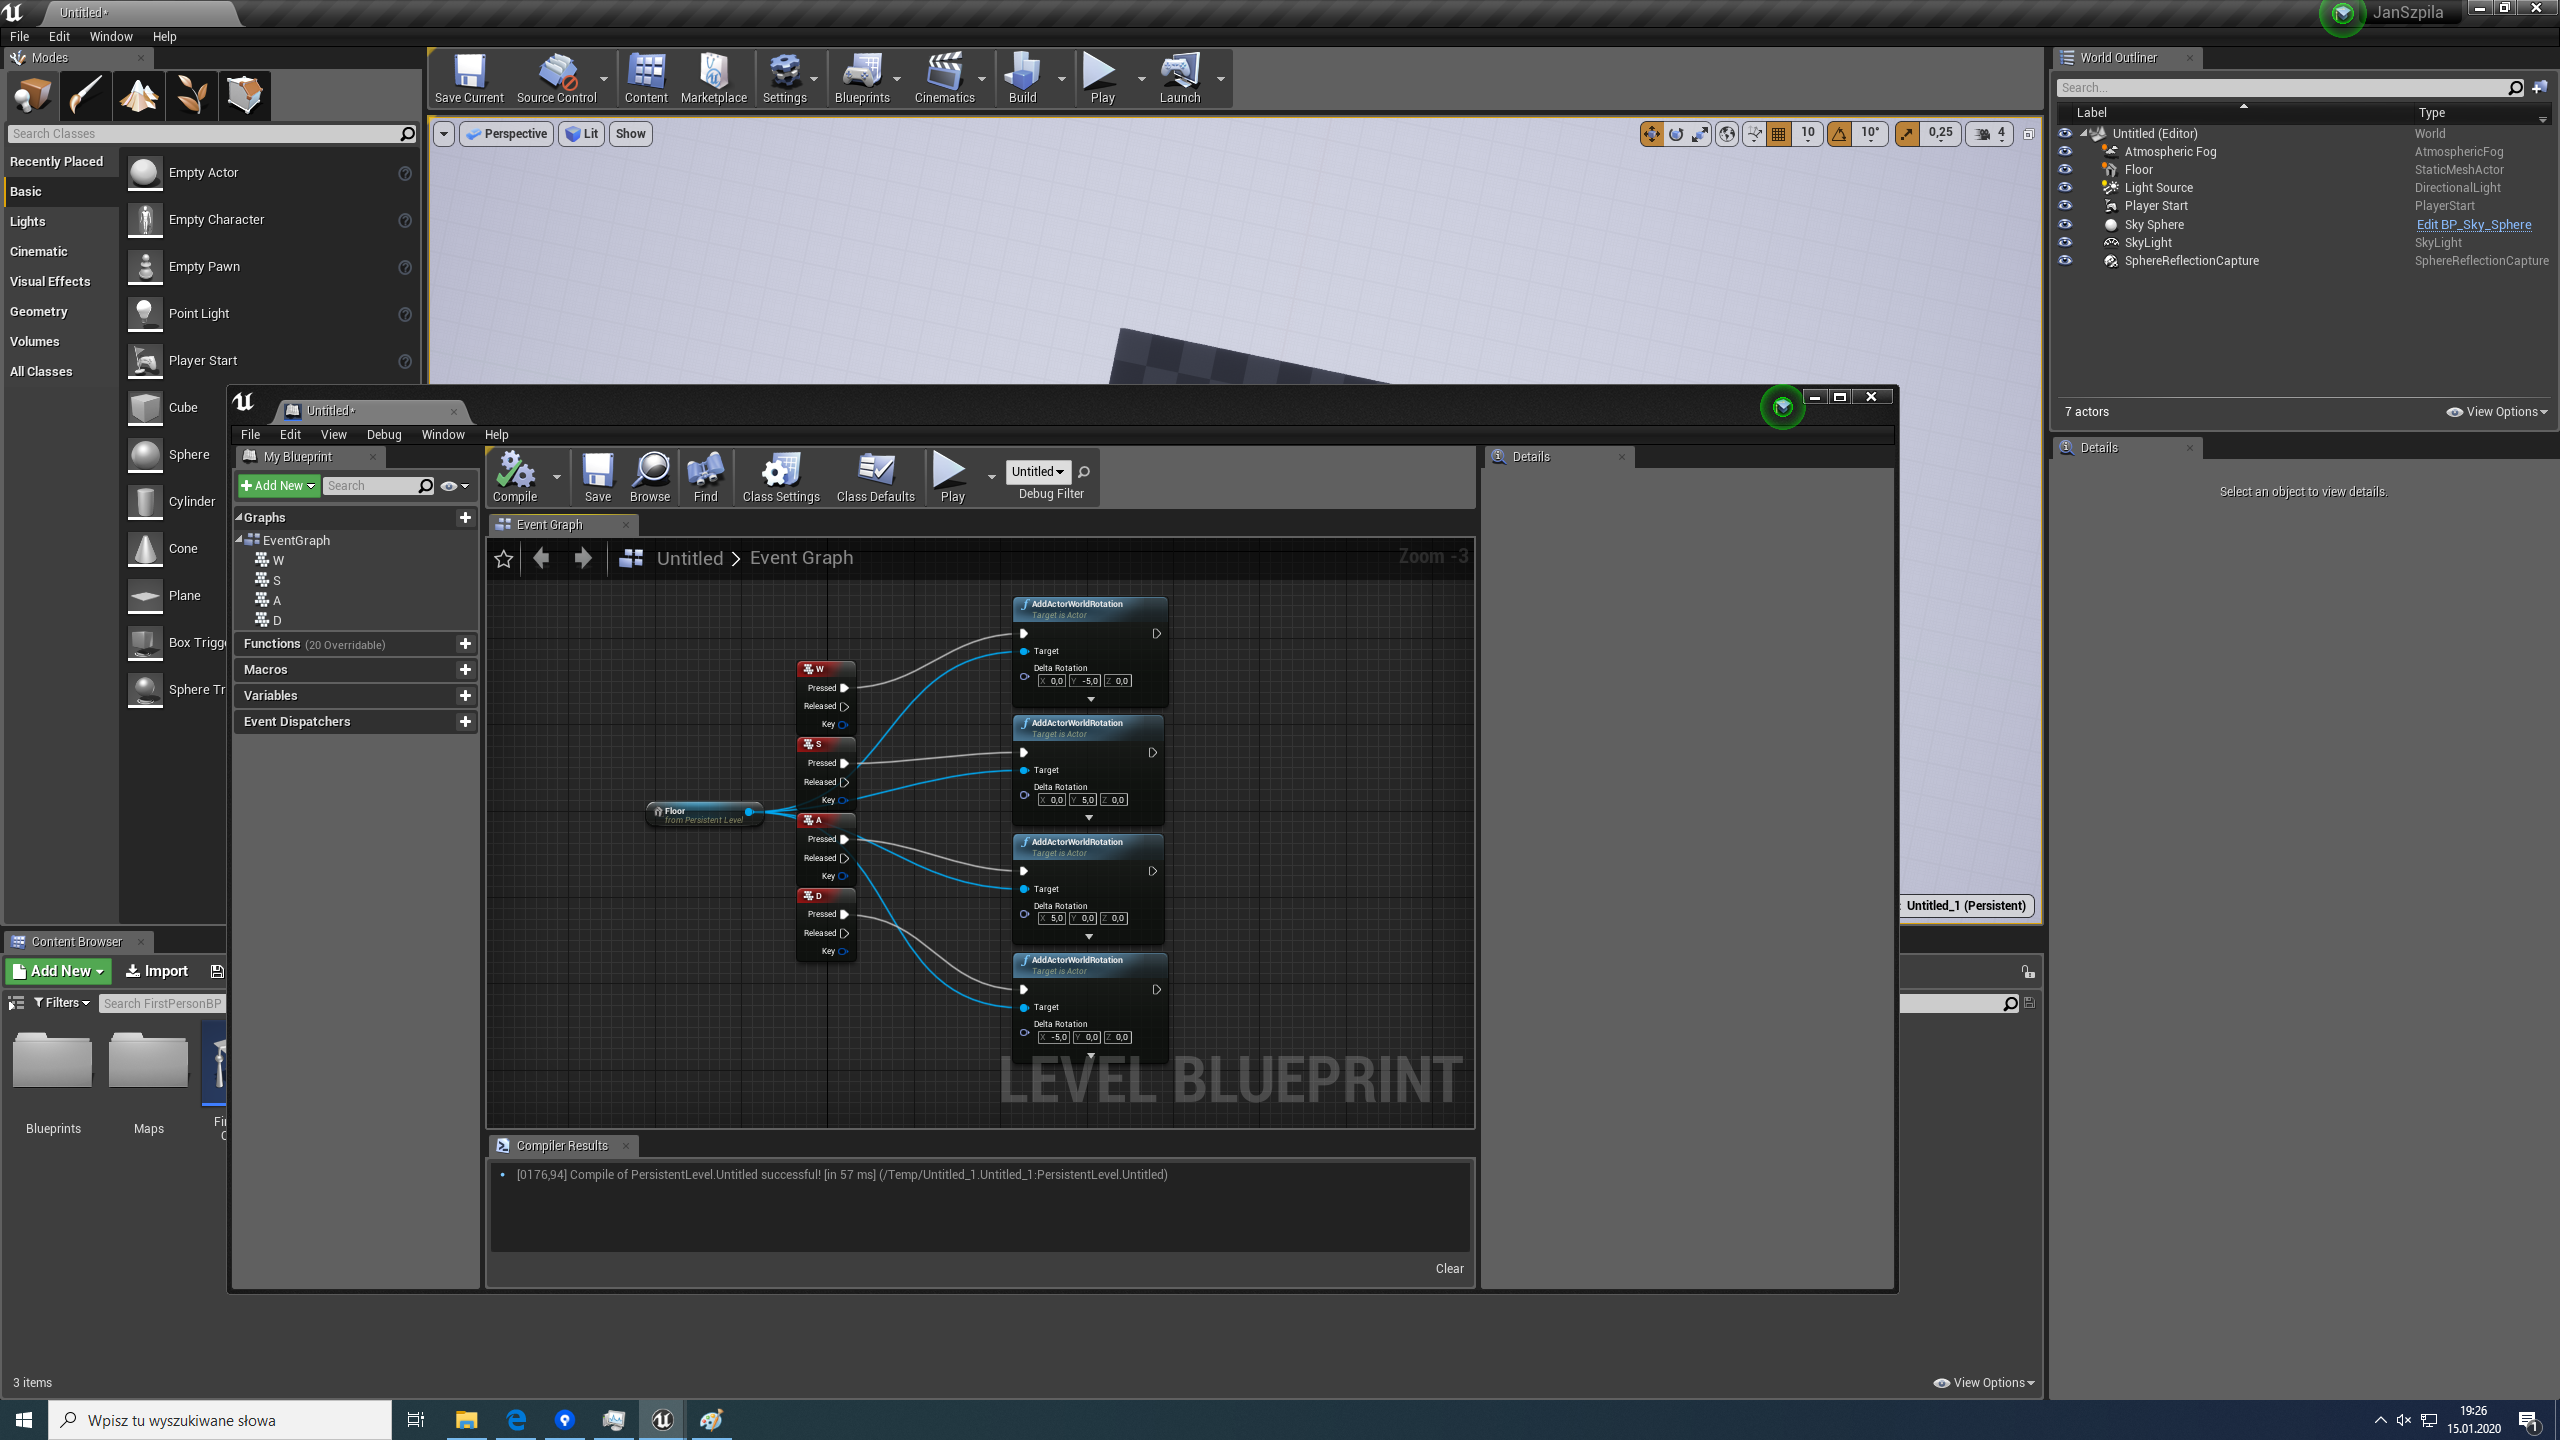 Untitled*
JanSzpila
File Edit Window Help
Modes
Search Classes
Recently Placed
Basic
Lights
Cinematic
Visual Effects
Geometry
Volumes
All Classes
Empty Actor
Empty Character
Empty Pawn
Point Light
Player Start
Cube
Sphere
Cylinder
Cone
Plane
Box Trigge
Sphere Tr
Save Current Source Control Content Marketplace Settings Blueprints Cinematics Build Play Launch
Perspective Lit Show
10 10° 0,25 4
World Outliner
Search...
Label Type
Untitled (Editor) World
Atmospheric Fog AtmosphericFog
Floor StaticMeshActor
Light Source DirectionalLight
Player Start PlayerStart
Sky Sphere Edit BP_Sky_Sphere
SkyLight SkyLight
SphereReflectionCapture SphereReflectionCapture
7 actors View Options
Details
Select an object to view details.
Untitled*
File Edit View Debug Window Help
My Blueprint
Add New Search
Graphs
EventGraph
W
S
A
D
Functions (20 Overridable)
Macros
Variables
Event Dispatchers
Compile Save Browse Find Class Settings Class Defaults Play
Untitled
Debug Filter
Event Graph
Untitled > Event Graph
Zoom -3
Floor
from Persistent Level
W
Pressed
Released
Key
S
Pressed
Released
Key
A
Pressed
Released
Key
D
Pressed
Released
Key
AddActorWorldRotation
Target is Actor
Target
Delta Rotation
X 0,0 Y -5,0 Z 0,0
AddActorWorldRotation
Target is Actor
Target
Delta Rotation
X 0,0 Y 5,0 Z 0,0
AddActorWorldRotation
Target is Actor
Target
Delta Rotation
X 5,0 Y 0,0 Z 0,0
AddActorWorldRotation
Target is Actor
Target
Delta Rotation
X -5,0 Y 0,0 Z 0,0
LEVEL BLUEPRINT
Compiler Results
[0176,94] Compile of PersistentLevel.Untitled successful! [in 57 ms] (/Temp/Untitled_1.Untitled_1:PersistentLevel.Untitled)
Clear
Details
Untitled_1 (Persistent)
Content Browser
Add New Import
Filters Search FirstPersonBP
Blueprints
Maps
Fir
C
3 items
View Options
Wpisz tu wyszukiwane słowa
19:26
15.01.2020
1